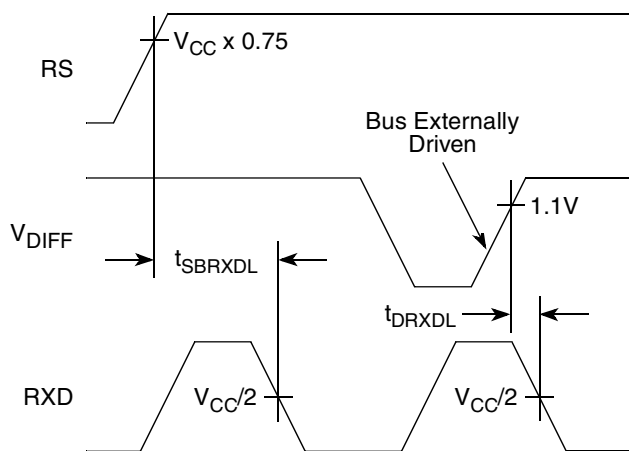 V_CC x 0.75
RS
Bus Externally
Driven
1.1V
V_DIFF
t_SBRXDL
t_DRXDL
RXD
V_CC/2
V_CC/2